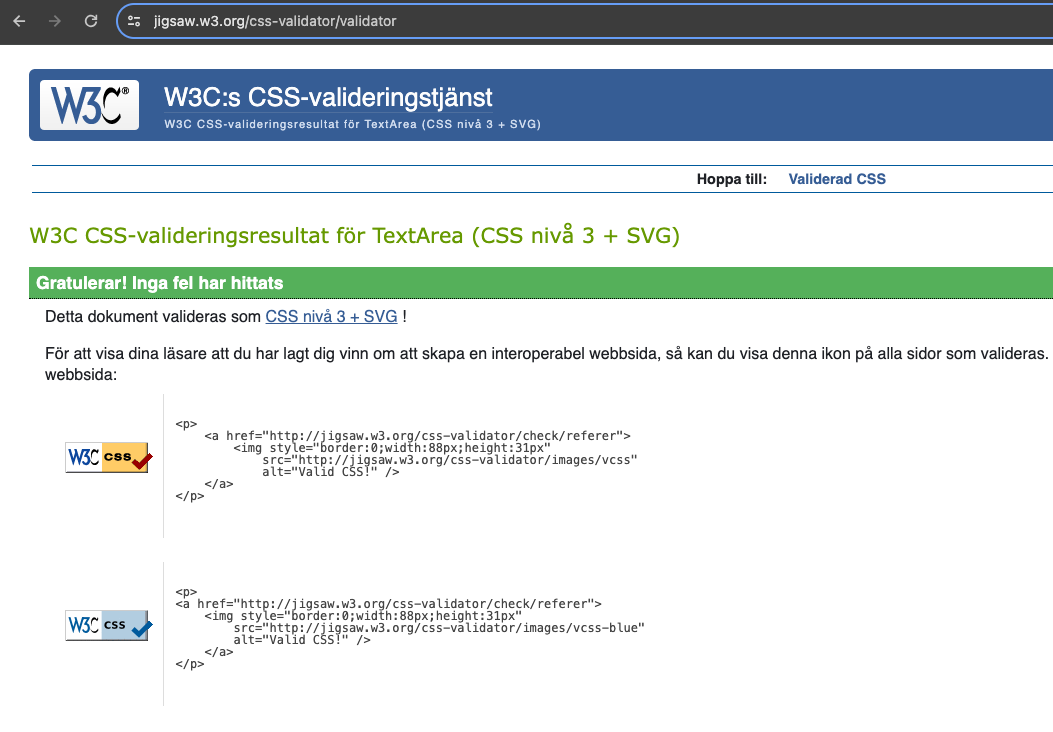 jigsaw.w3.org/css-validator/validator
W3C®
W3C:s CSS-valideringstjänst
W3C CSS-valideringsresultat för TextArea (CSS nivå 3 + SVG)
Hoppa till: Validerad CSS
W3C CSS-valideringsresultat för TextArea (CSS nivå 3 + SVG)
Gratulerar! Inga fel har hittats
Detta dokument valideras som CSS nivå 3 + SVG !
För att visa dina läsare att du har lagt dig vinn om att skapa en interoperabel webbsida, så kan du visa denna ikon på alla sidor som valideras.
webbsida:
<p>
    <a href="http://jigsaw.w3.org/css-validator/check/referer">
        <img style="border:0;width:88px;height:31px"
            src="http://jigsaw.w3.org/css-validator/images/vcss"
            alt="Valid CSS!" />
    </a>
</p>
W3C css
<p>
<a href="http://jigsaw.w3.org/css-validator/check/referer">
    <img style="border:0;width:88px;height:31px"
        src="http://jigsaw.w3.org/css-validator/images/vcss-blue"
        alt="Valid CSS!" />
    </a>
</p>
W3C css